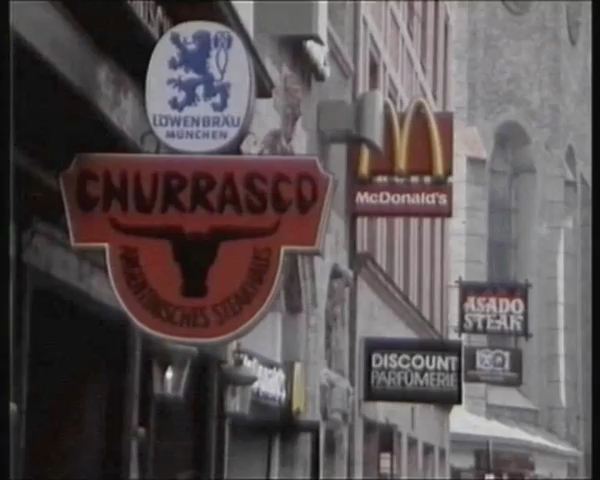 LÖWENBRÄU
MÜNCHEN
CHURRASCO
ARGENTINISCHES STEAKHAUS
McDonald's
ASADO
STEAK
DISCOUNT
PARFÜMERIE